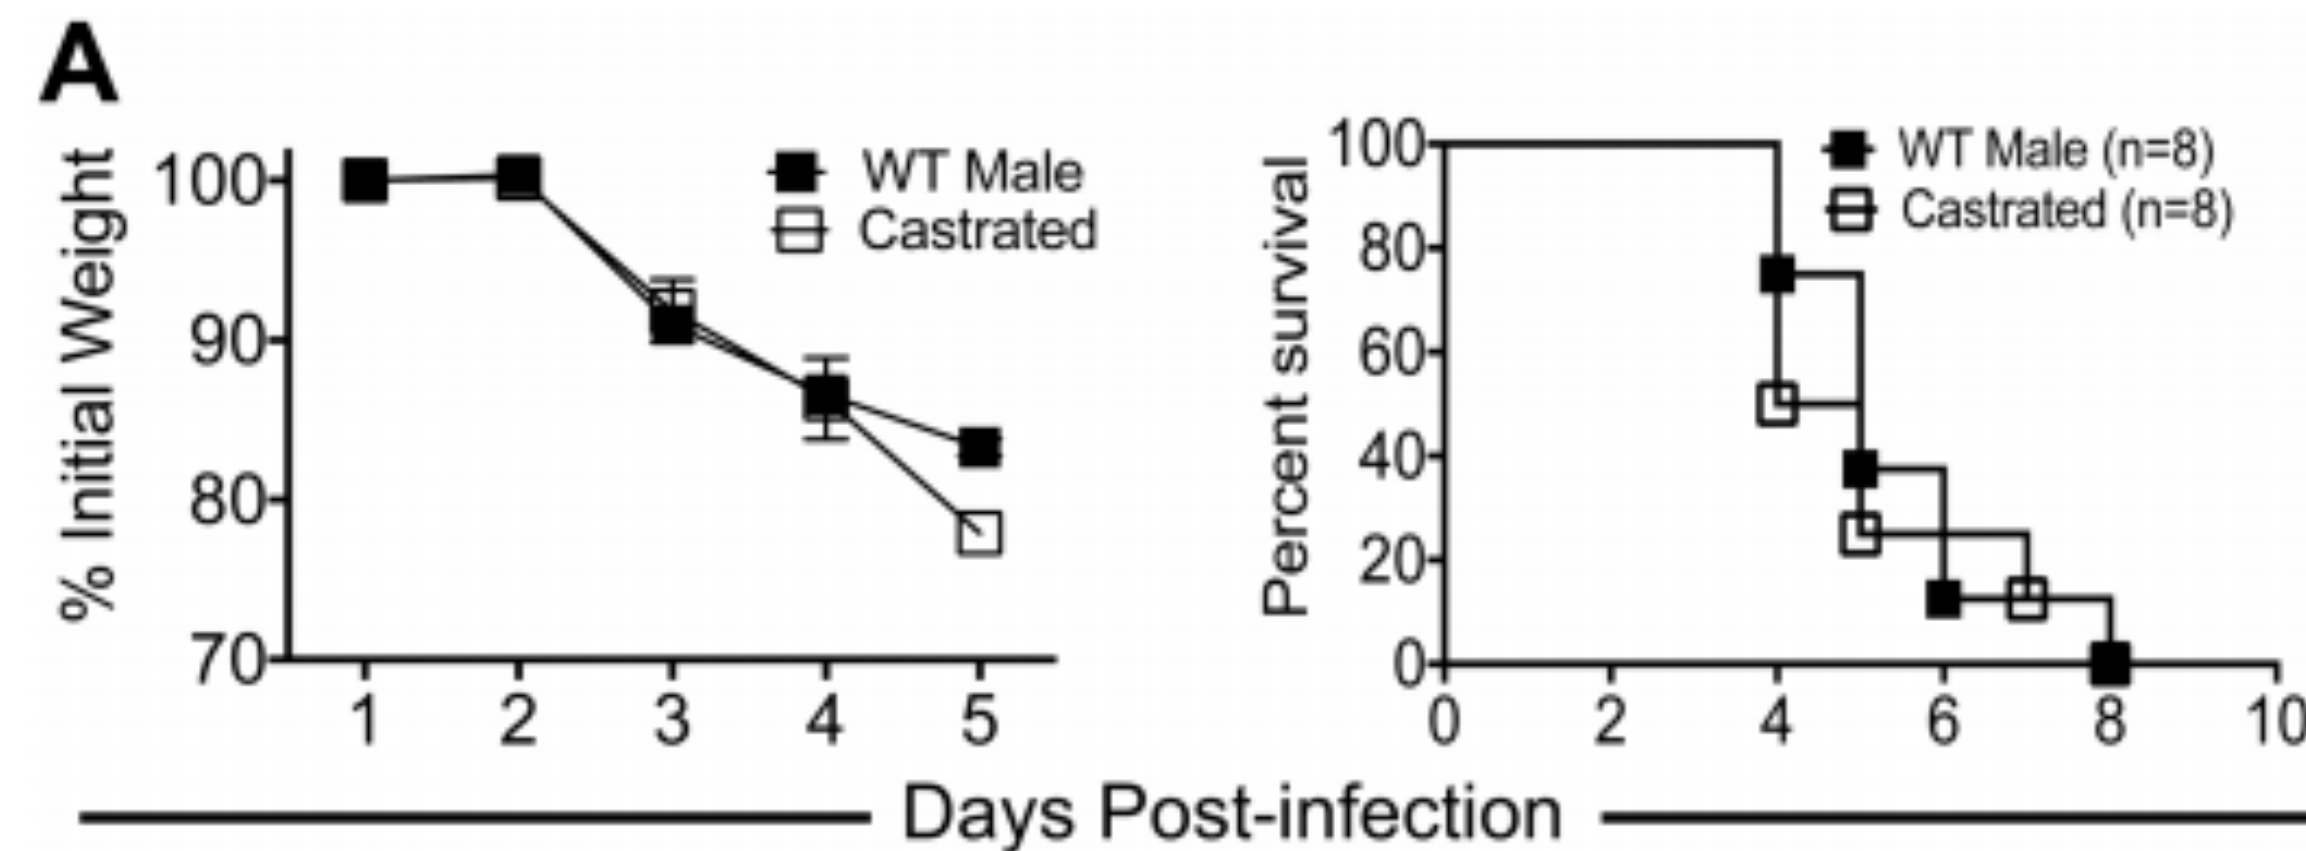 A
% Initial Weight
100
90
80
70
1 2 3 4 5
WT Male
Castrated
Percent survival
100
80
60
40
20
0
0 2 4 6 8 10
WT Male (n=8)
Castrated (n=8)
Days Post-infection